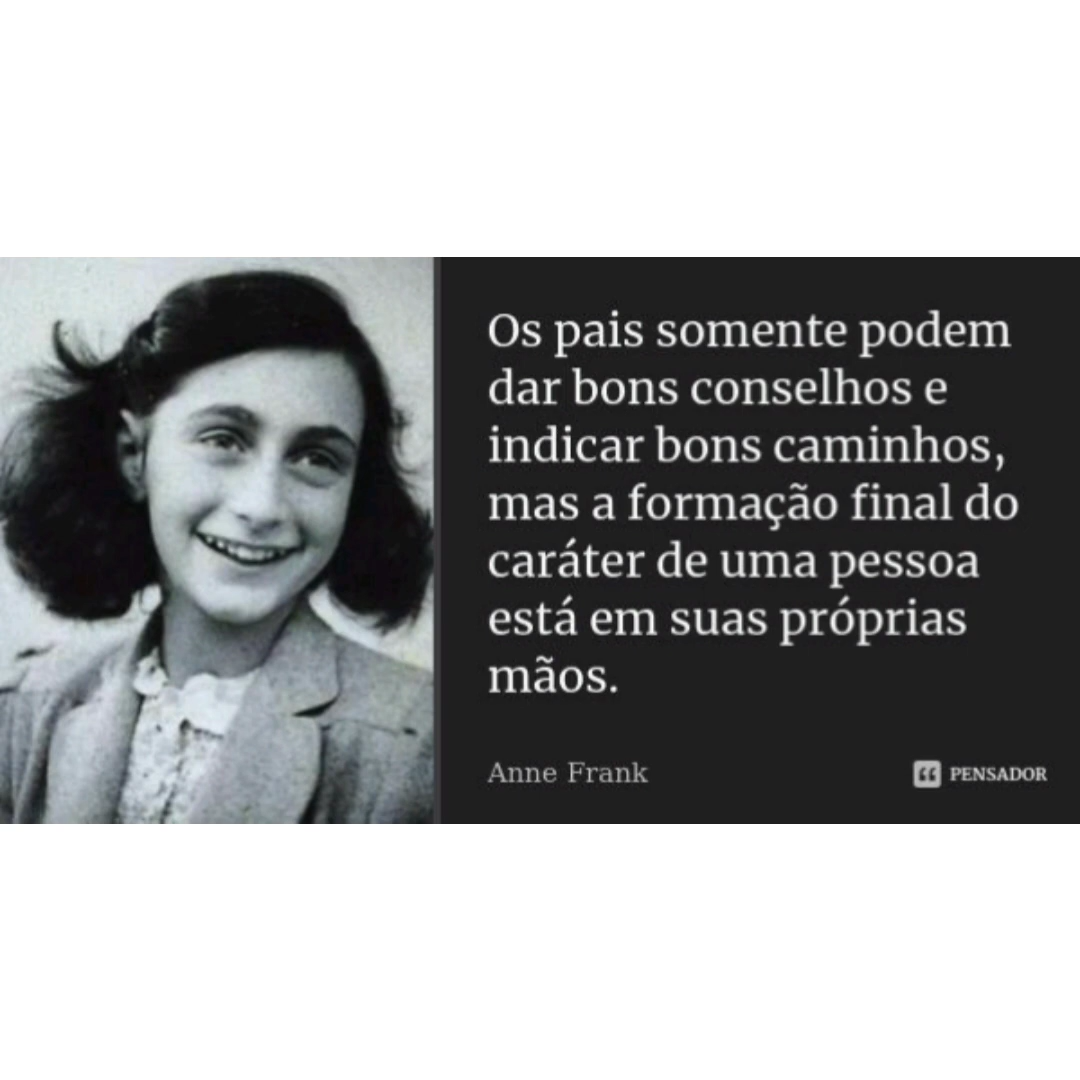 Os pais somente podem
dar bons conselhos e
indicar bons caminhos,
mas a formação final do
caráter de uma pessoa
está em suas próprias
mãos.
Anne Frank
PENSADOR